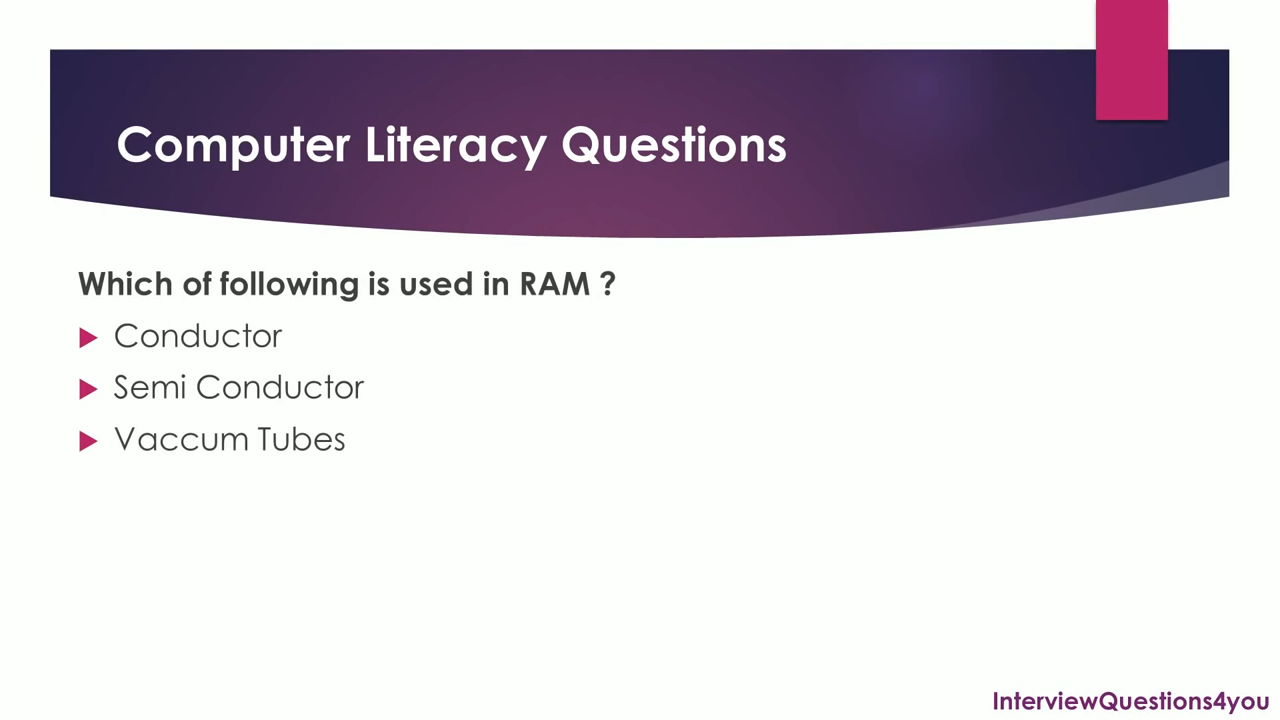 Computer Literacy Questions
Which of following is used in RAM ?
Conductor
Semi Conductor
Vaccum Tubes
InterviewQuestions4you